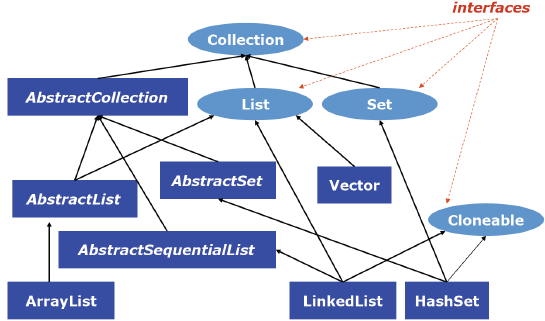 interfaces
Collection
AbstractCollection
List
Set
AbstractList
AbstractSet
Vector
Cloneable
AbstractSequentialList
ArrayList
LinkedList
HashSet